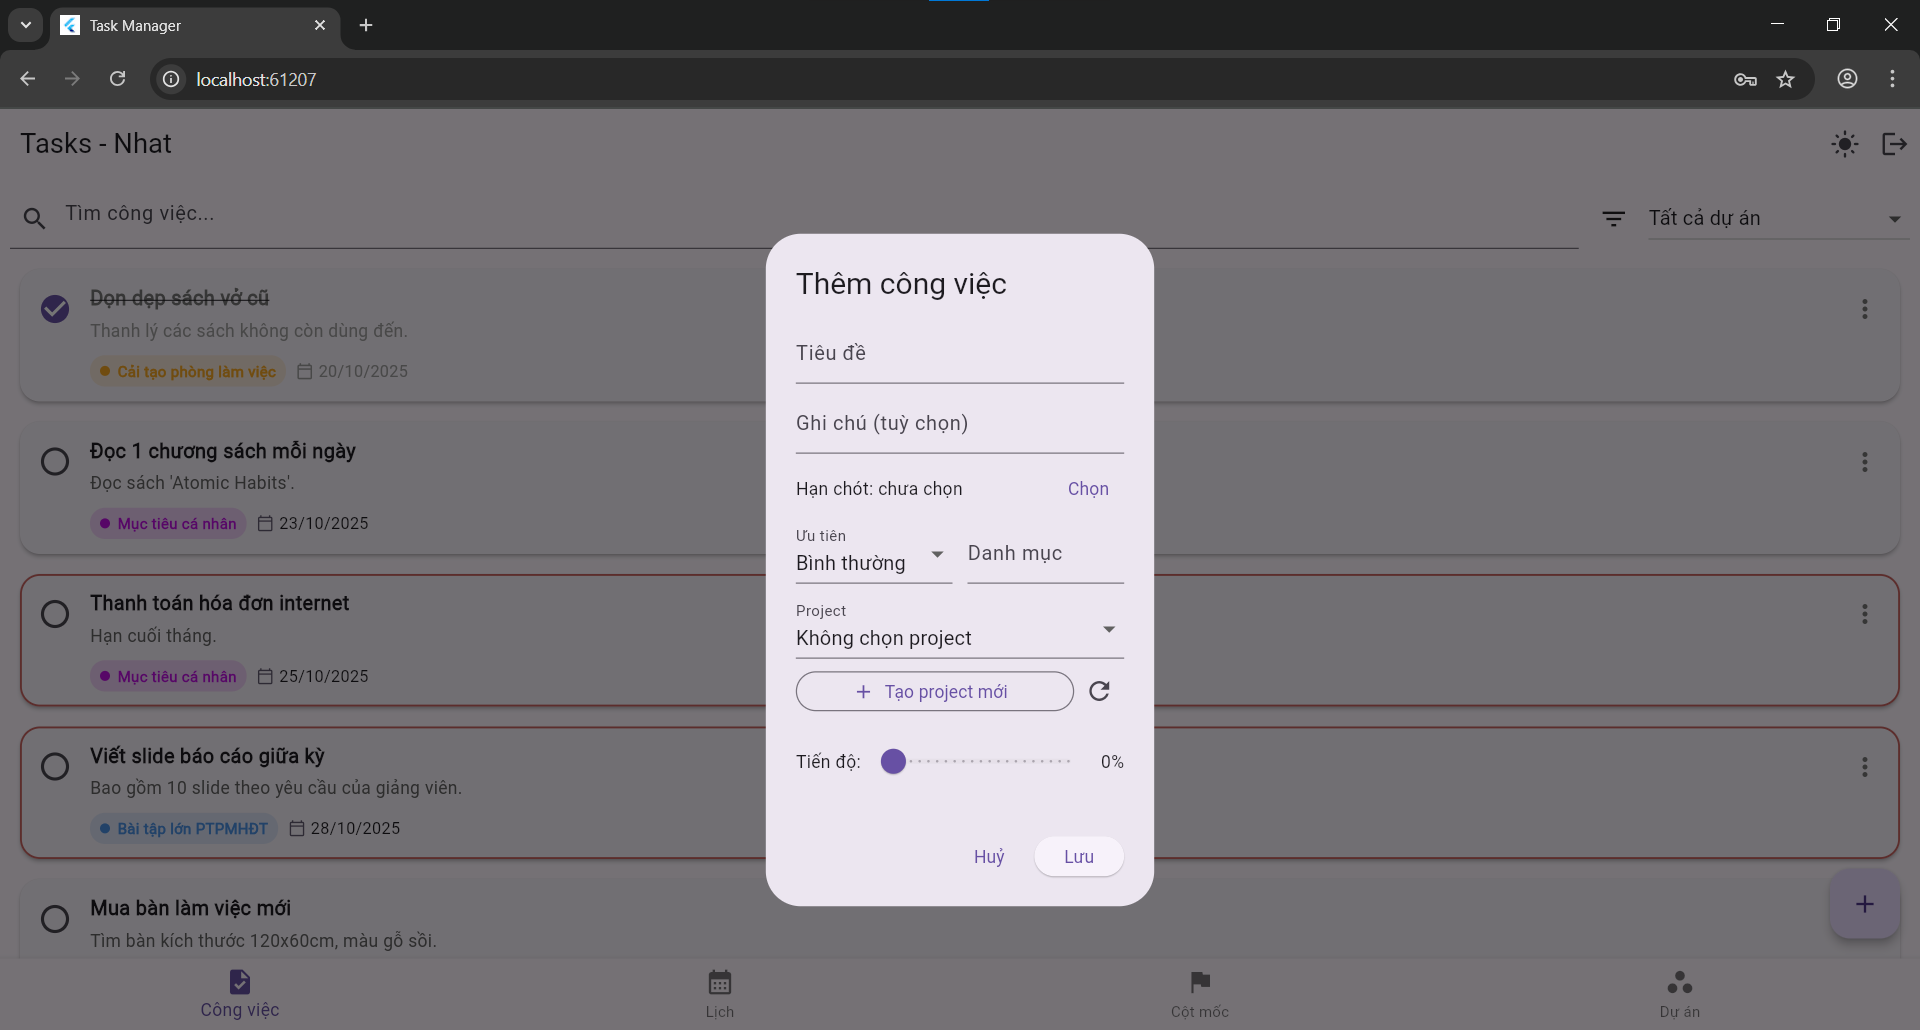 Task Manager
localhost:61207
Tasks - Nhat
Tìm công việc...
Tất cả dự án
Dọn dẹp sách vở cũ
Thanh lý các sách không còn dùng đến.
Cải tạo phòng làm việc 20/10/2025
Đọc 1 chương sách mỗi ngày
Đọc sách 'Atomic Habits'.
Mục tiêu cá nhân 23/10/2025
Thanh toán hóa đơn internet
Hạn cuối tháng.
Mục tiêu cá nhân 25/10/2025
Viết slide báo cáo giữa kỳ
Bao gồm 10 slide theo yêu cầu của giảng viên.
Bài tập lớn PTPMHĐT 28/10/2025
Mua bàn làm việc mới
Tìm bàn kích thước 120x60cm, màu gỗ sồi.
Thêm công việc
Tiêu đề
Ghi chú (tuỳ chọn)
Hạn chót: chưa chọn Chọn
Ưu tiên
Bình thường
Danh mục
Project
Không chọn project
Tạo project mới
Tiến độ: 0%
Huỷ Lưu
Công việc Lịch Cột mốc Dự án